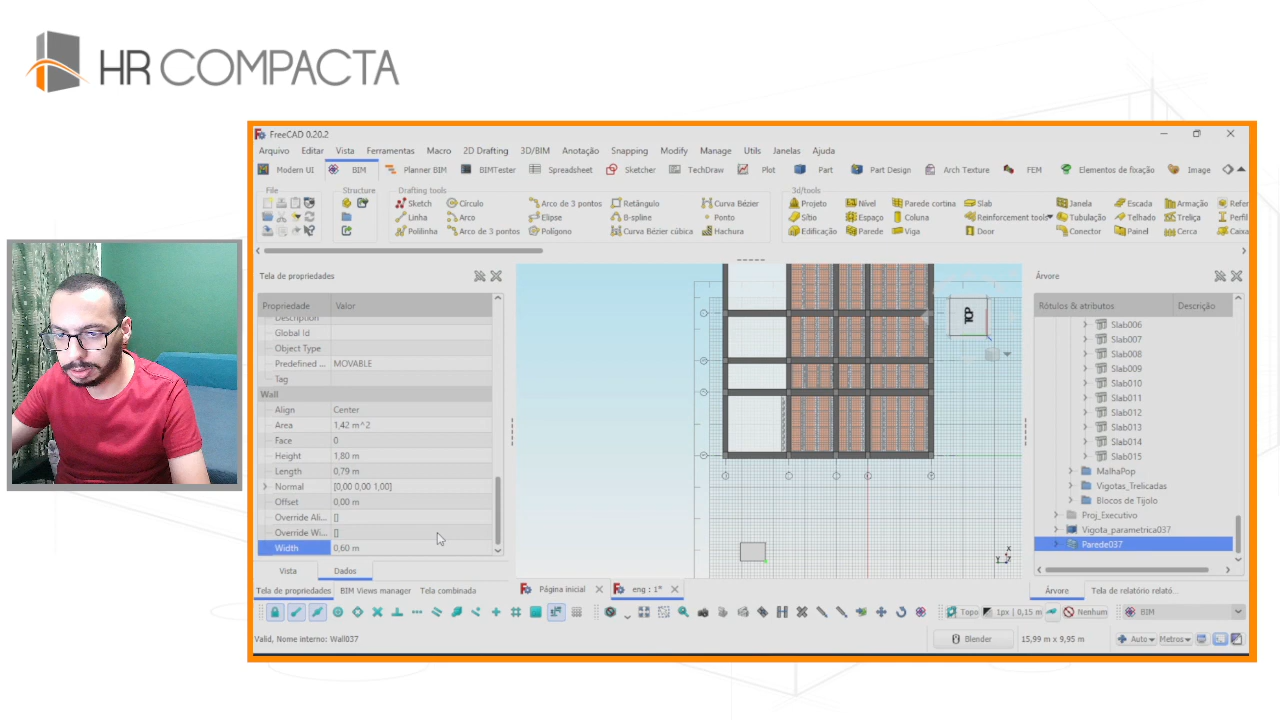 HR COMPACTA
FreeCAD 0.20.2
Arquivo Editar Vista Ferramentas Macro 2D Drafting 3D/BIM Anotação Snapping Modify Manage Utils Janelas Ajuda
Modern UI BIM Planner BIM BIMTester Spreadsheet Sketcher TechDraw Plot Part Part Design Arch Texture FEM Elementos de fixação Image
File Structure Drafting tools 3d/tools
Sketch Círculo Arco de 3 pontos Retângulo Curva Bézier Projeto Nível Parede cortina Slab Janela Escada Armação Refer
Linha Arco Elipse B-spline Ponto Sítio Espaço Coluna Reinforcement tools Tubulação Telhado Treliça Perfil
Polilinha Arco de 3 pontos Polígono Curva Bézier cúbica Hachura Edificação Parede Viga Door Conector Painel Cerca Caixa
Tela de propriedades
Propriedade Valor
Description
Global Id
Object Type
Predefined ... MOVABLE
Tag
Wall
Align Center
Area 1,42 m^2
Face 0
Height 1,80 m
Length 0,79 m
Normal [0,00 0,00 1,00]
Offset 0,00 m
Override Ali... []
Override Wi... []
Width 0,60 m
Vista Dados
Tela de propriedades BIM Views manager Tela combinada
Página inicial eng : 1*
Árvore
Rótulos & atributos Descrição
Slab006
Slab007
Slab008
Slab009
Slab010
Slab011
Slab012
Slab013
Slab014
Slab015
MalhaPop
Vigotas_Trelicadas
Blocos de Tijolo
Proj_Executivo
Vigota_parametrica037
Parede037
Árvore Tela de relatório relató...
Topo 1px | 0,15 m Nenhum BIM
Valid, Nome interno: Wall037
Blender 15,99 m x 9,95 m Auto Metros